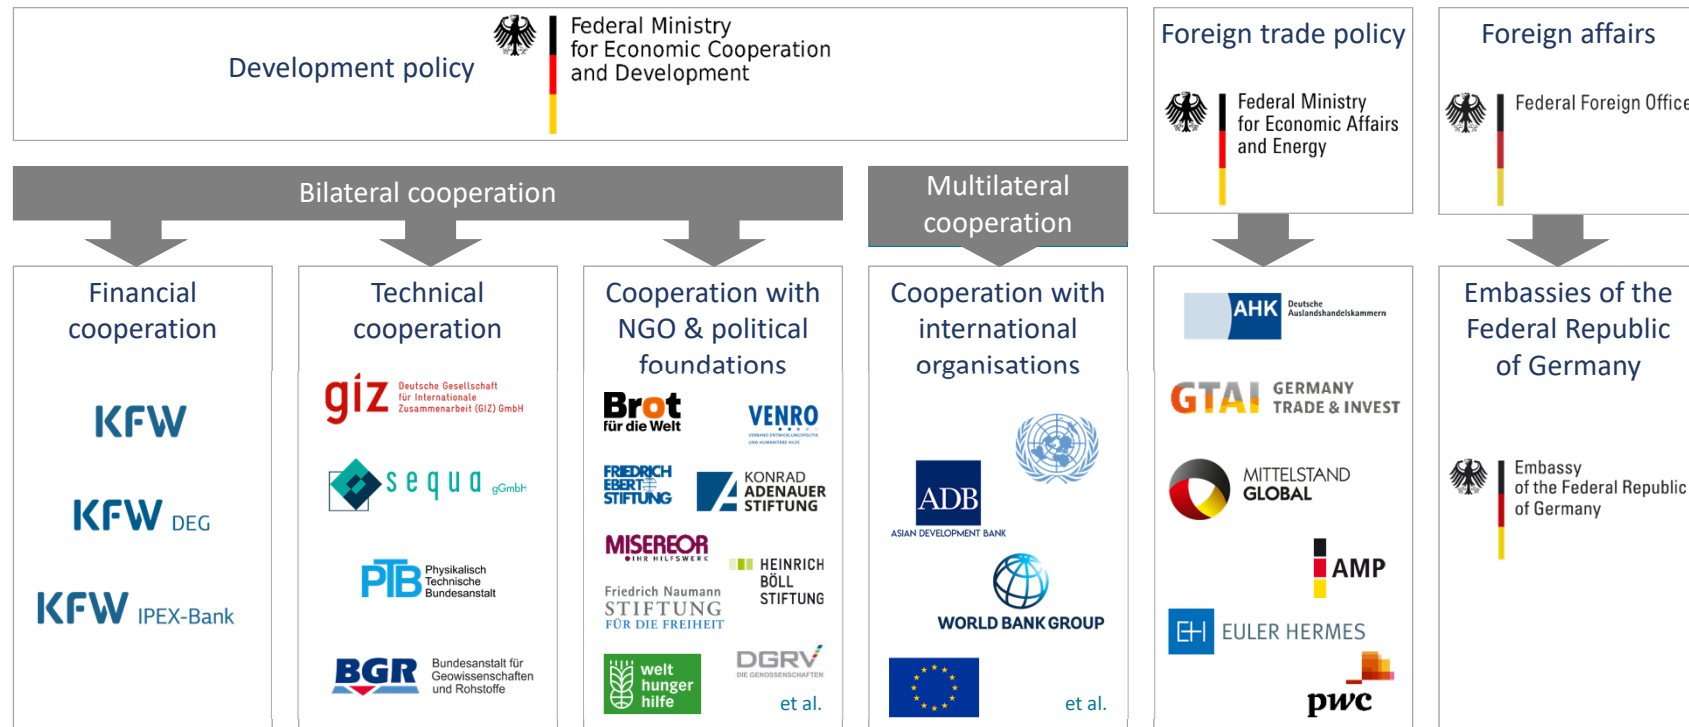 Development policy
Federal Ministry
for Economic Cooperation
and Development
Foreign trade policy
Federal Ministry
for Economic Affairs
and Energy
Foreign affairs
Federal Foreign Office
Bilateral cooperation
Multilateral
cooperation
Financial
cooperation
KFW
KFW DEG
KFW IPEX-Bank
Technical
cooperation
giz Deutsche Gesellschaft
für Internationale
Zusammenarbeit (GIZ) GmbH
sequa gGmbH
PTB Physikalisch
Technische
Bundesanstalt
BGR Bundesanstalt für
Geowissenschaften
und Rohstoffe
Cooperation with
NGO & political
foundations
Brot
für die Welt
VENRO
VERBAND ENTWICKLUNGSPOLITIK
UND HUMANITÄRE HILFE
FRIEDRICH
EBERT
STIFTUNG
KONRAD
ADENAUER
STIFTUNG
MISEREOR
IHR HILFSWERK
HEINRICH
BÖLL
STIFTUNG
Friedrich Naumann
STIFTUNG
FÜR DIE FREIHEIT
welt
hunger
hilfe
DGRV
DIE GENOSSENSCHAFTEN
et al.
Cooperation with
international
organisations
ADB
ASIAN DEVELOPMENT BANK
WORLD BANK GROUP
et al.
AHK Deutsche
Auslandshandelskammern
GTAI GERMANY
TRADE & INVEST
MITTELSTAND
GLOBAL
AMP
EH EULER HERMES
pwc
Embassies of the
Federal Republic
of Germany
Embassy
of the Federal Republic
of Germany